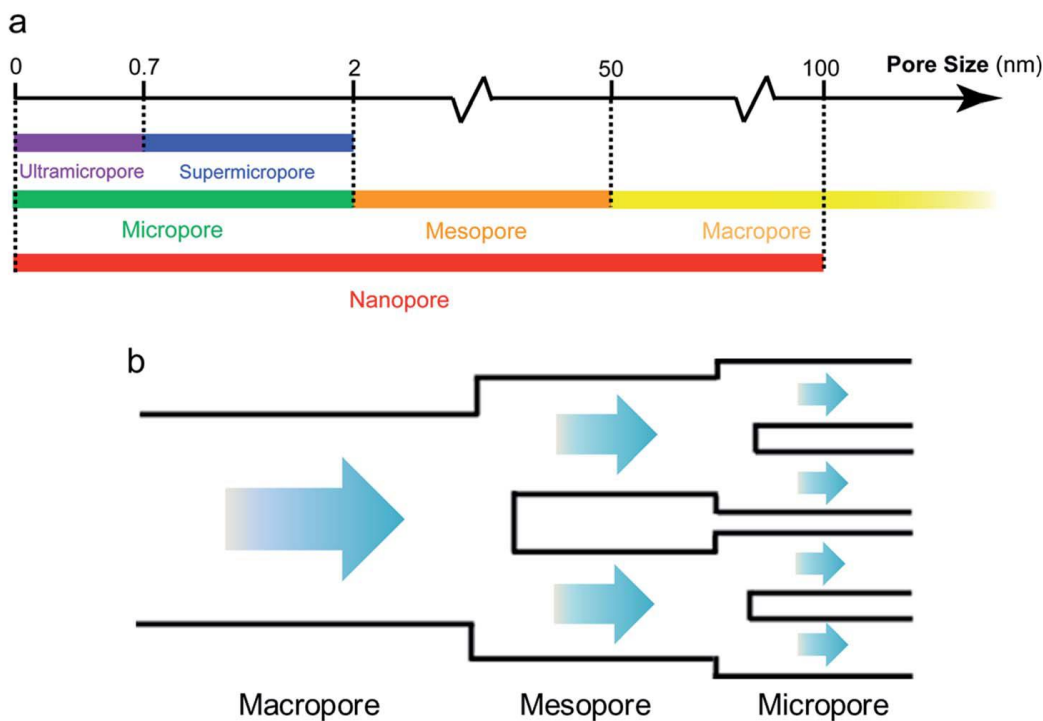 a
0 0.7 2 50 100 Pore Size (nm)
Ultramicropore Supermicropore
Micropore Mesopore Macropore
Nanopore
b
Macropore Mesopore Micropore